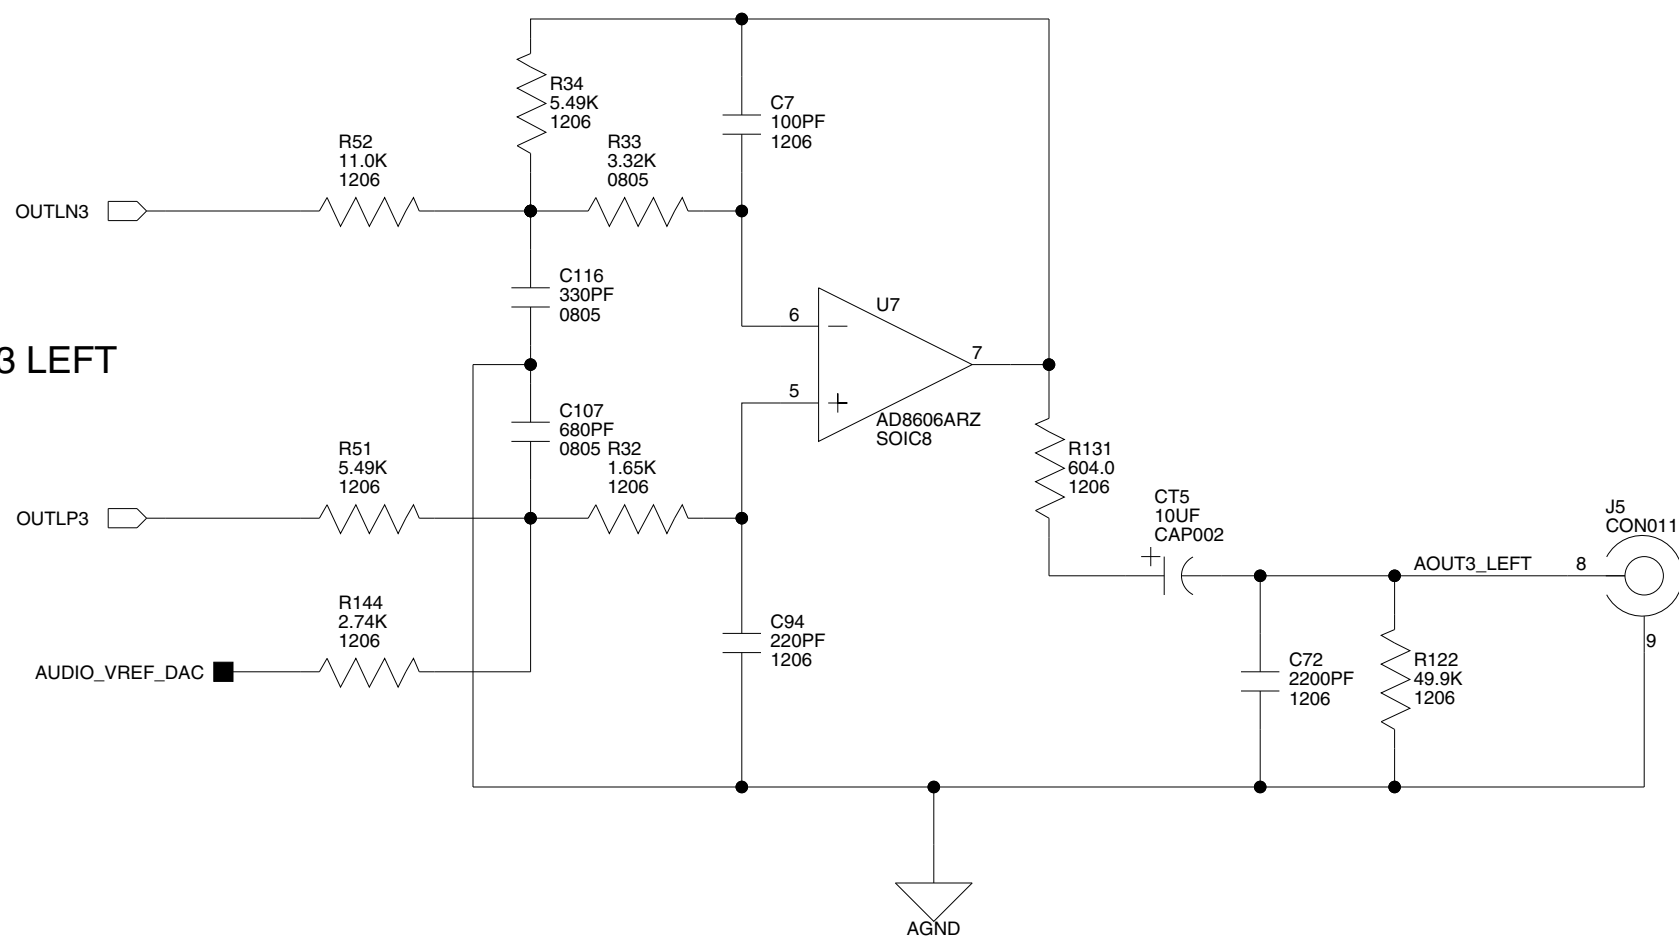 R34
5.49K
1206
C7
100PF
1206
R52
11.0K
1206
R33
3.32K
0805
OUTLN3
C116
330PF
0805
U7
6
7
5
AD8606ARZ
SOIC8
3 LEFT
C107
680PF
0805
R51
5.49K
1206
R32
1.65K
1206
OUTLP3
R131
604.0
1206
CT5
10UF
CAP002
J5
CON011
AOUT3_LEFT
8
9
R144
2.74K
1206
AUDIO_VREF_DAC
C94
220PF
1206
C72
2200PF
1206
R122
49.9K
1206
AGND